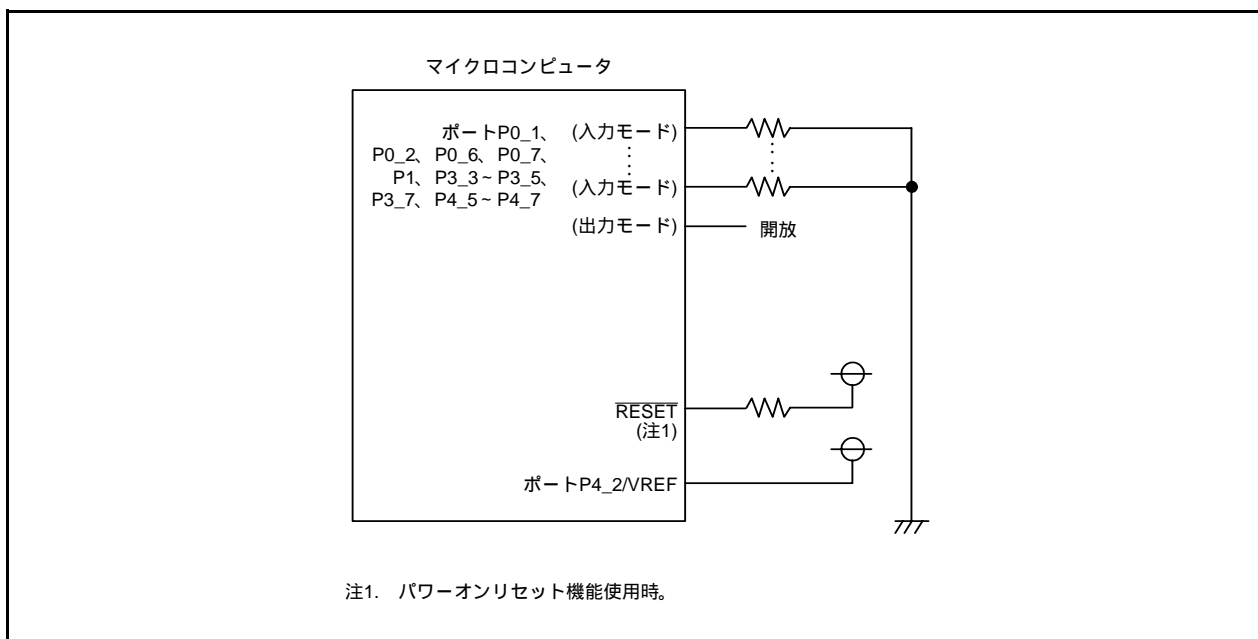 マイクロコンピュータ
ポートP0_1、 (入力モード)
P0_2、P0_6、P0_7、
P1、P3_3~P3_5、 (入力モード)
P3_7、P4_5~P4_7
(出力モード) 開放
RESET
(注1)
ポートP4_2/VREF
注1. パワーオンリセット機能使用時。